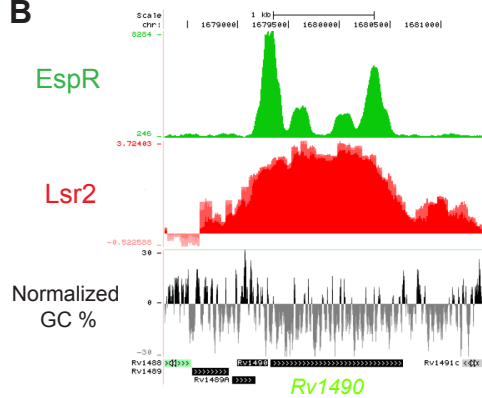 B
Scale 1 kb
chr: 1679000 1679500 1680000 1680500 1681000
8284
EspR
246
3.72403
Lsr2
-0.522588
30
Normalized
GC %
0
-30
Rv1488 Rv1490 Rv1491c
Rv1489
Rv1489A
Rv1490